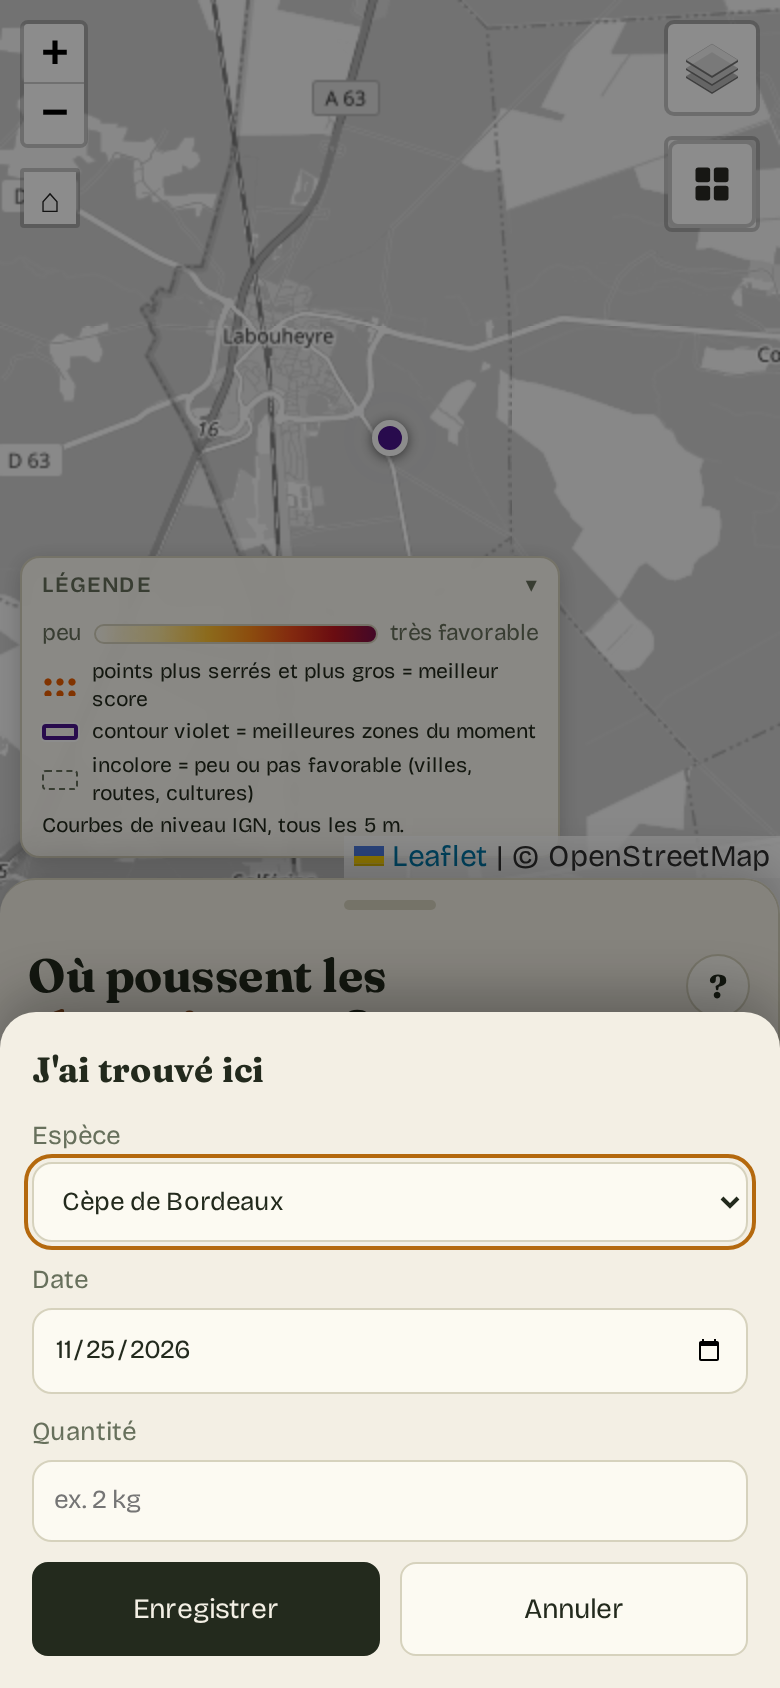 +
A 63
−
Labouheyre
Co
16
D 63
LÉGENDE ▼
peu très favorable
points plus serrés et plus gros = meilleur
score
contour violet = meilleures zones du moment
incolore = peu ou pas favorable (villes,
routes, cultures)
Courbes de niveau IGN, tous les 5 m.
Leaflet | © OpenStreetMap
Où poussent les
?
J'ai trouvé ici
Espèce
Cèpe de Bordeaux
Date
11/25/2026
Quantité
ex. 2 kg
Enregistrer
Annuler